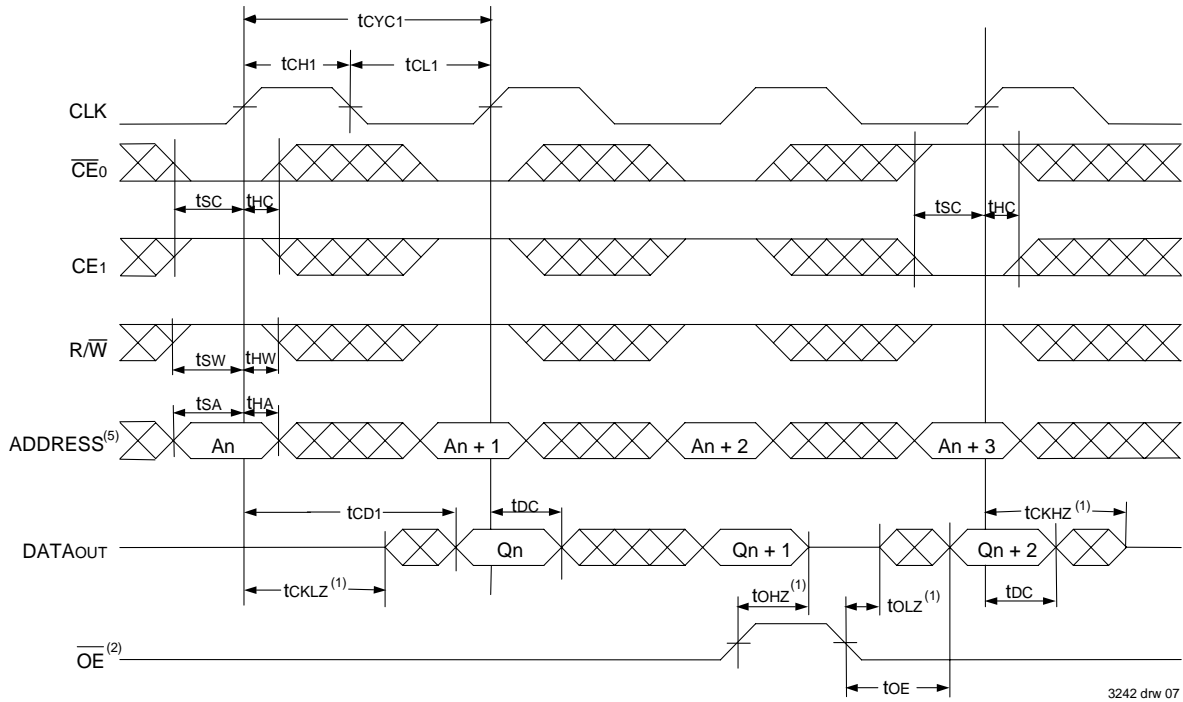 tCYC1
tCH1 tCL1
CLK
CE0
tSC tHC tSC tHC
CE1
R/W
tSW tHW
tSA tHA
ADDRESS(5) An An + 1 An + 2 An + 3
tCD1 tDC tCKHZ(1)
DATAOUT Qn Qn + 1 Qn + 2
tCKLZ(1) tOHZ(1) tOLZ(1) tDC
OE(2)
tOE
3242 drw 07